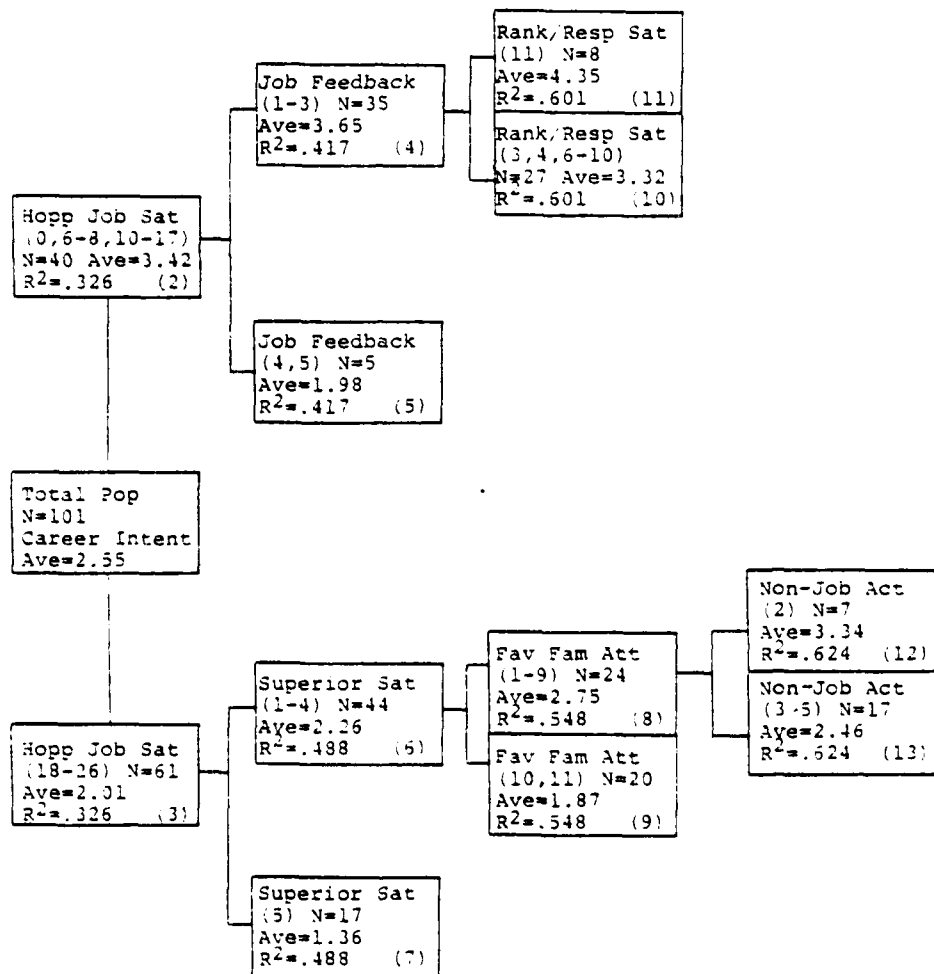 Rank/Resp Sat
(11) N=8
Ave=4.35
R²=.601 (11)
Rank/Resp Sat
(3,4,6-10)
N=27 Ave=3.32
R²=.601 (10)
Job Feedback
(1-3) N=35
Ave=3.65
R²=.417 (4)
Hopp Job Sat
(0,6-8,10-17)
N=40 Ave=3.42
R²=.326 (2)
Job Feedback
(4,5) N=5
Ave=1.98
R²=.417 (5)
Total Pop
N=101
Career Intent
Ave=2.55
Non-Job Act
(2) N=7
Ave=3.34
R²=.624 (12)
Non-Job Act
(3-5) N=17
Ave=2.46
R²=.624 (13)
Fav Fam Att
(1-9) N=24
Ave=2.75
R²=.548 (8)
Fav Fam Att
(10,11) N=20
Ave=1.87
R²=.548 (9)
Superior Sat
(1-4) N=44
Ave=2.26
R²=.488 (6)
Hopp Job Sat
(18-26) N=61
Ave=2.01
R²=.326 (3)
Superior Sat
(5) N=17
Ave=1.36
R²=.488 (7)